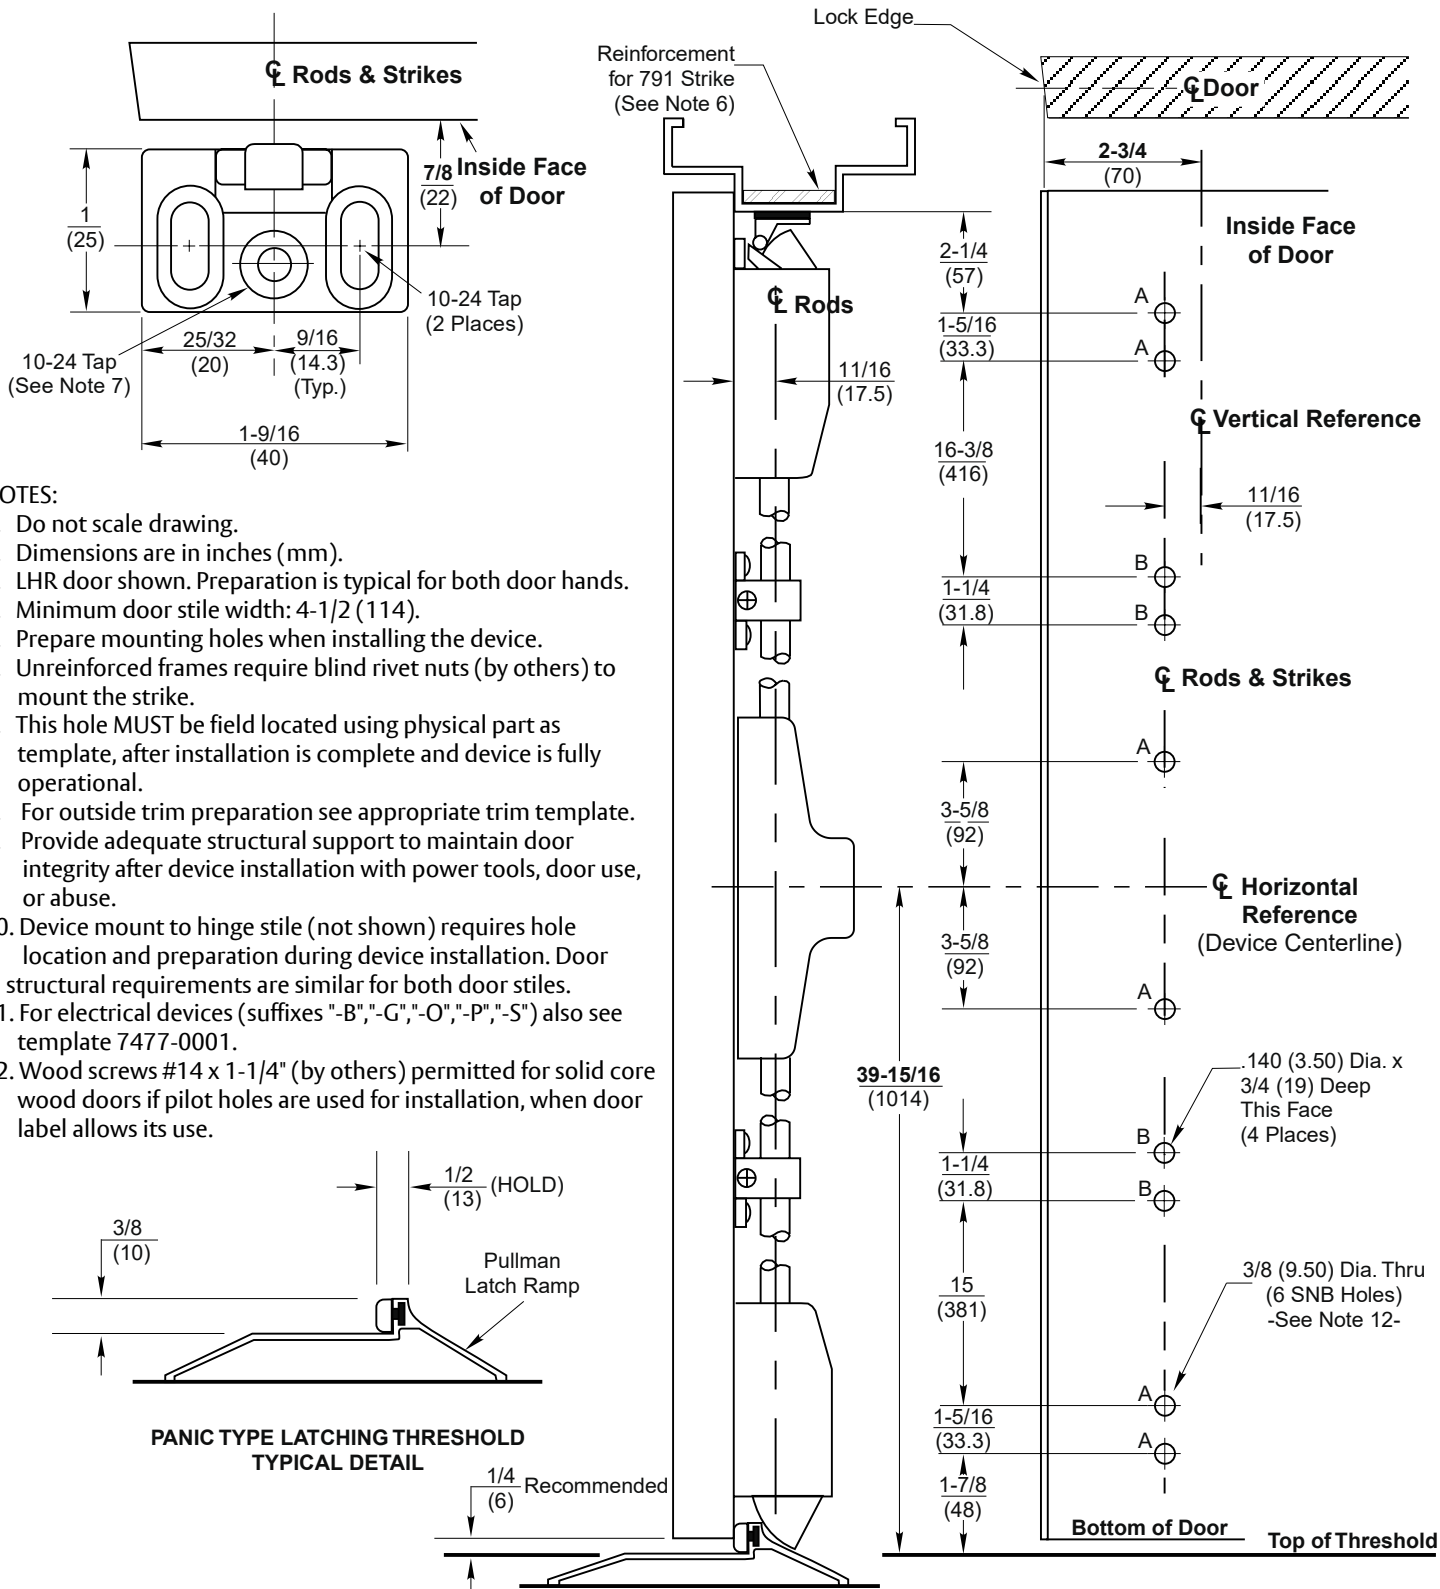 Lock Edge
Reinforcement
for 791 Strike
(See Note 6)
℄ Rods & Strikes
℄ Door
7/8
(22)
Inside Face
of Door
1
(25)
10-24 Tap
(2 Places)
25/32
(20)
9/16
(14.3)
(Typ.)
10-24 Tap
(See Note 7)
1-9/16
(40)
2-3/4
(70)
Inside Face
of Door
2-1/4
(57)
℄ Rods
A
1-5/16
(33.3)
A
11/16
(17.5)
℄ Vertical Reference
16-3/8
(416)
11/16
(17.5)
B
1-1/4
(31.8)
B
℄ Rods & Strikes
A
3-5/8
(92)
℄ Horizontal
Reference
(Device Centerline)
3-5/8
(92)
A
39-15/16
(1014)
.140 (3.50) Dia. x
3/4 (19) Deep
This Face
(4 Places)
B
1-1/4
(31.8)
B
15
(381)
3/8 (9.50) Dia. Thru
(6 SNB Holes)
-See Note 12-
A
1-5/16
(33.3)
A
1-7/8
(48)
Bottom of Door
Top of Threshold
OTES:
Do not scale drawing.
Dimensions are in inches (mm).
LHR door shown. Preparation is typical for both door hands.
Minimum door stile width: 4-1/2 (114).
Prepare mounting holes when installing the device.
Unreinforced frames require blind rivet nuts (by others) to
mount the strike.
This hole MUST be field located using physical part as
template, after installation is complete and device is fully
operational.
For outside trim preparation see appropriate trim template.
Provide adequate structural support to maintain door
integrity after device installation with power tools, door use,
or abuse.
0. Device mount to hinge stile (not shown) requires hole
location and preparation during device installation. Door
structural requirements are similar for both door stiles.
1. For electrical devices (suffixes "-B","-G","-O","-P","-S") also see
template 7477-0001.
2. Wood screws #14 x 1-1/4" (by others) permitted for solid core
wood doors if pilot holes are used for installation, when door
label allows its use.
1/2
(13)
(HOLD)
3/8
(10)
Pullman
Latch Ramp
PANIC TYPE LATCHING THRESHOLD
TYPICAL DETAIL
1/4
(6)
Recommended